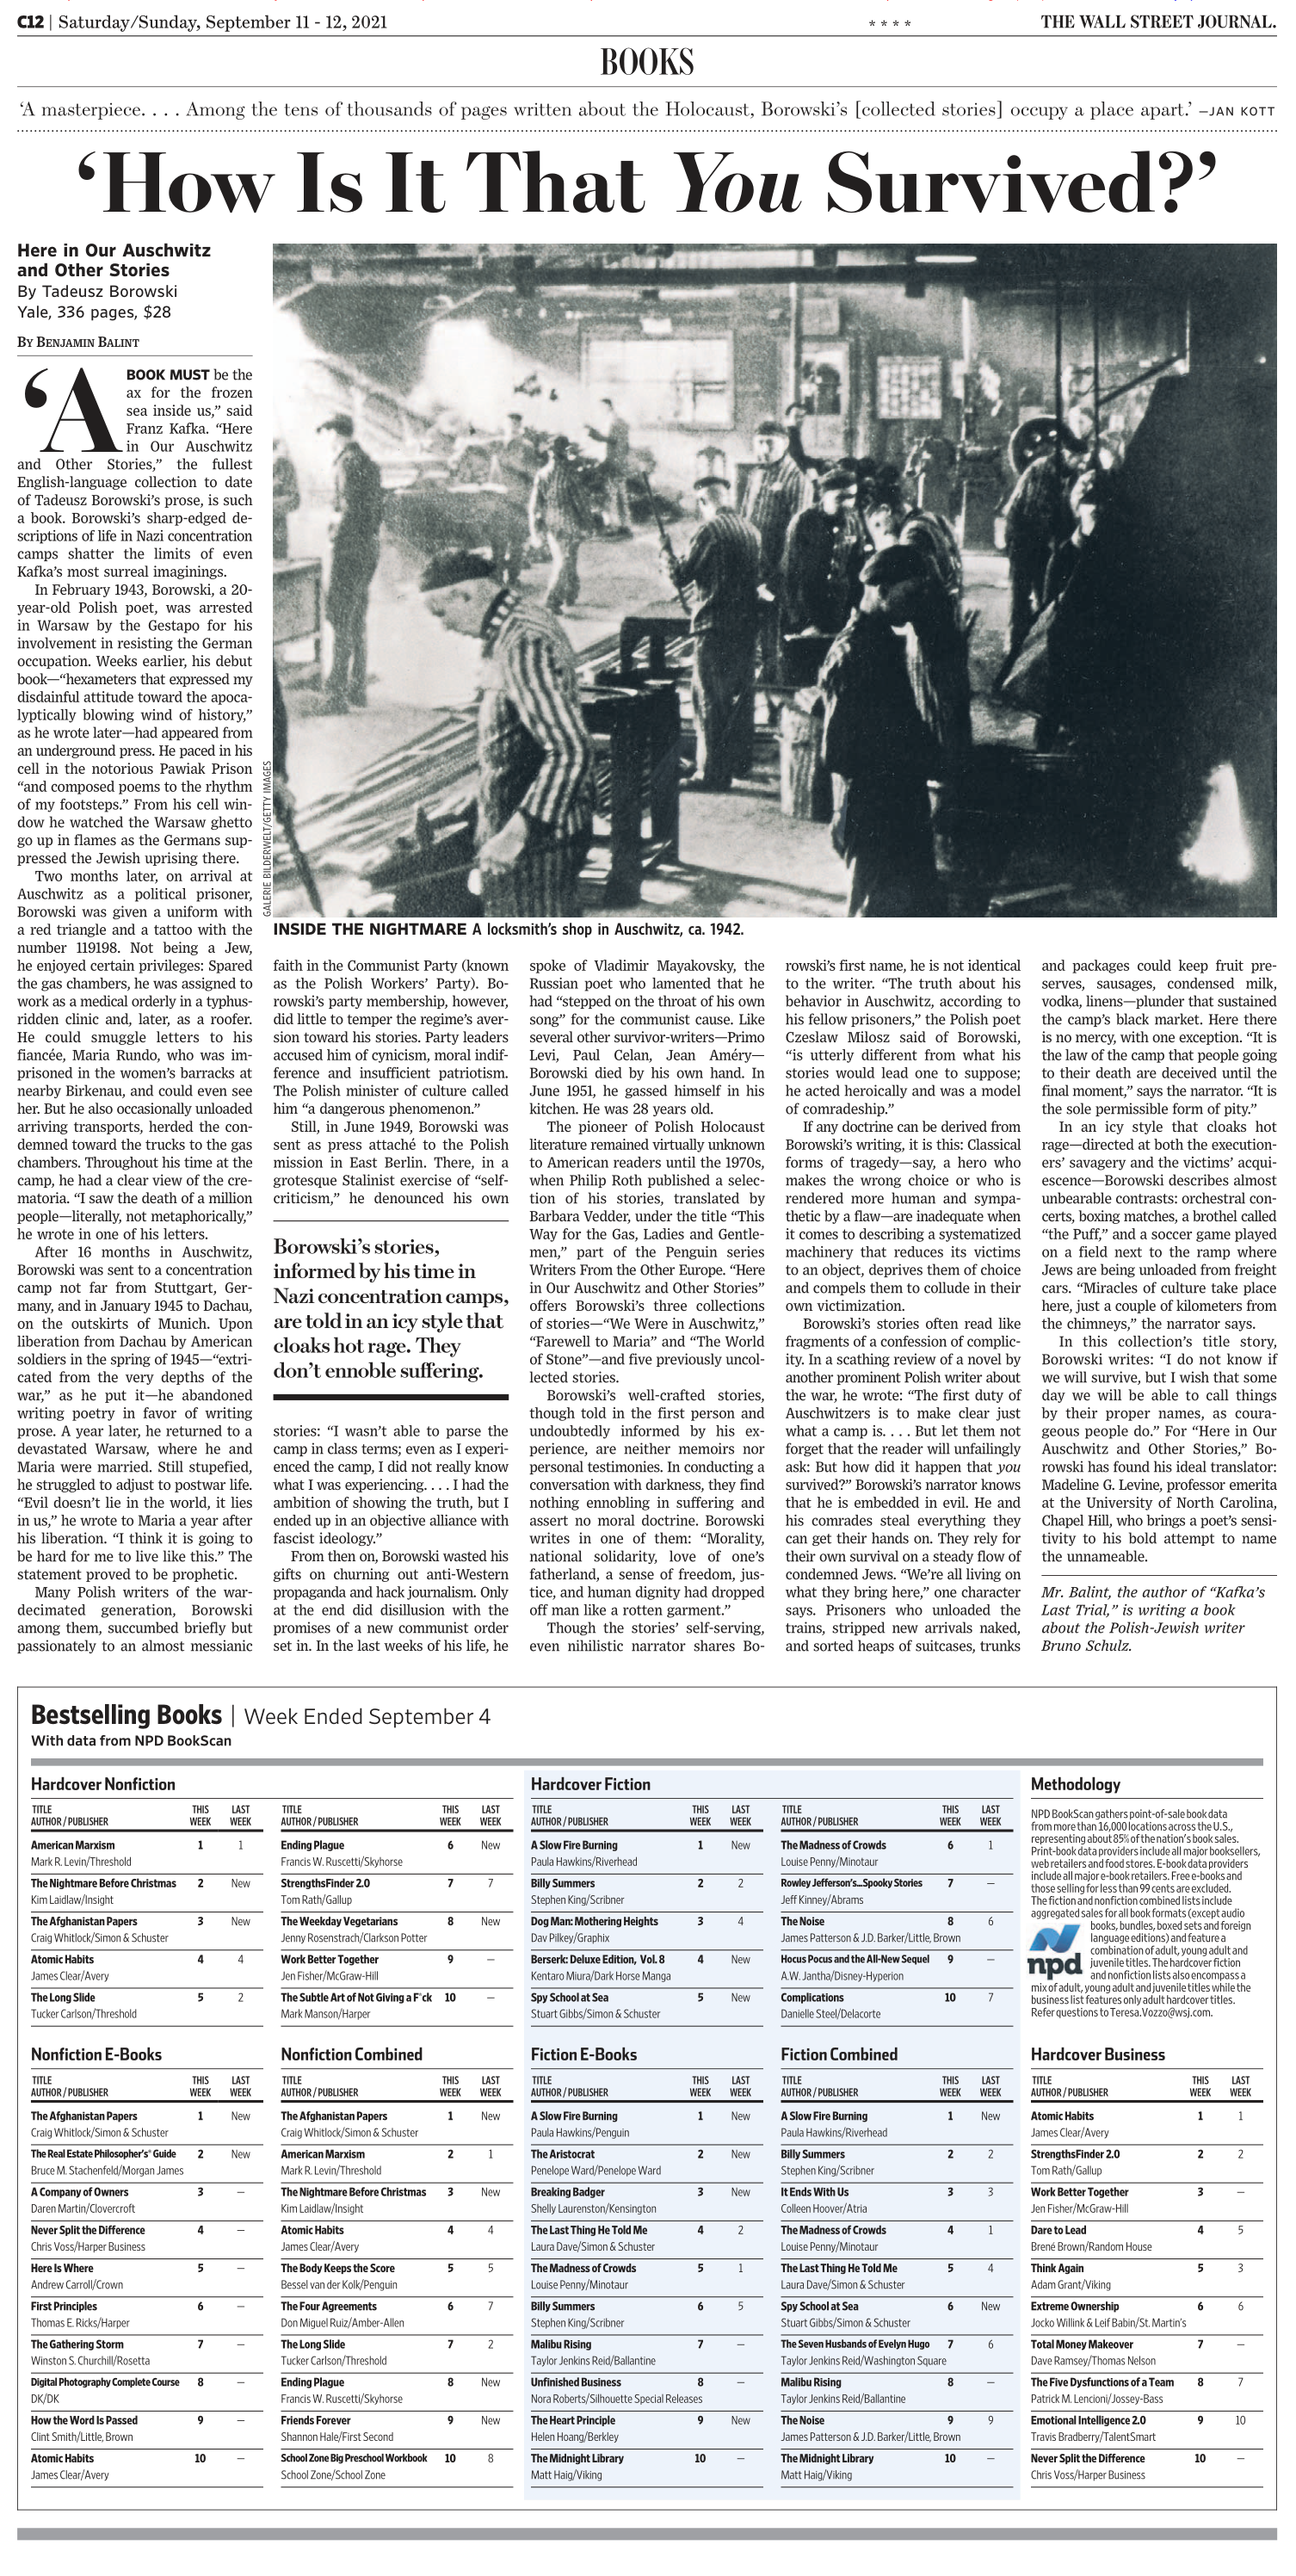 C12 | Saturday/Sunday, September 11 - 12, 2021
* * * *
THE WALL STREET JOURNAL.
BOOKS
‘A masterpiece. . . . Among the tens of thousands of pages written about the Holocaust, Borowski’s [collected stories] occupy a place apart.’ —JAN KOTT
‘How Is It That You Survived?’
Here in Our Auschwitz
and Other Stories
By Tadeusz Borowski
Yale, 336 pages, $28
BY BENJAMIN BALINT
‘A
BOOK MUST be the
ax for the frozen
sea inside us,” said
Franz Kafka. “Here
in Our Auschwitz
and Other Stories,” the fullest
English-language collection to date
of Tadeusz Borowski’s prose, is such
a book. Borowski’s sharp-edged de-
scriptions of life in Nazi concentration
camps shatter the limits of even
Kafka’s most surreal imaginings.
In February 1943, Borowski, a 20-
year-old Polish poet, was arrested
in Warsaw by the Gestapo for his
involvement in resisting the German
occupation. Weeks earlier, his debut
book—“hexameters that expressed my
disdainful attitude toward the apoca-
lyptically blowing wind of history,”
as he wrote later—had appeared from
an underground press. He paced in his
cell in the notorious Pawiak Prison
“and composed poems to the rhythm
of my footsteps.” From his cell win-
dow he watched the Warsaw ghetto
go up in flames as the Germans sup-
pressed the Jewish uprising there.
Two months later, on arrival at
Auschwitz as a political prisoner,
Borowski was given a uniform with
a red triangle and a tattoo with the
number 119198. Not being a Jew,
he enjoyed certain privileges: Spared
the gas chambers, he was assigned to
work as a medical orderly in a typhus-
ridden clinic and, later, as a roofer.
He could smuggle letters to his
fiancée, Maria Rundo, who was im-
prisoned in the women’s barracks at
nearby Birkenau, and could even see
her. But he also occasionally unloaded
arriving transports, herded the con-
demned toward the trucks to the gas
chambers. Throughout his time at the
camp, he had a clear view of the cre-
matoria. “I saw the death of a million
people—literally, not metaphorically,”
he wrote in one of his letters.
After 16 months in Auschwitz,
Borowski was sent to a concentration
camp not far from Stuttgart, Ger-
many, and in January 1945 to Dachau,
on the outskirts of Munich. Upon
liberation from Dachau by American
soldiers in the spring of 1945—“extri-
cated from the very depths of the
war,” as he put it—he abandoned
writing poetry in favor of writing
prose. A year later, he returned to a
devastated Warsaw, where he and
Maria were married. Still stupefied,
he struggled to adjust to postwar life.
“Evil doesn’t lie in the world, it lies
in us,” he wrote to Maria a year after
his liberation. “I think it is going to
be hard for me to live like this.” The
statement proved to be prophetic.
Many Polish writers of the war-
decimated generation, Borowski
among them, succumbed briefly but
passionately to an almost messianic
GALERIE BILDERWELT/GETTY IMAGES
INSIDE THE NIGHTMARE A locksmith’s shop in Auschwitz, ca. 1942.
faith in the Communist Party (known
as the Polish Workers’ Party). Bo-
rowski’s party membership, however,
did little to temper the regime’s aver-
sion toward his stories. Party leaders
accused him of cynicism, moral indif-
ference and insufficient patriotism.
The Polish minister of culture called
him “a dangerous phenomenon.”
Still, in June 1949, Borowski was
sent as press attaché to the Polish
mission in East Berlin. There, in a
grotesque Stalinist exercise of “self-
criticism,” he denounced his own
Borowski’s stories,
informed by his time in
Nazi concentration camps,
are told in an icy style that
cloaks hot rage. They
don’t ennoble suffering.
stories: “I wasn’t able to parse the
camp in class terms; even as I experi-
enced the camp, I did not really know
what I was experiencing. . . . I had the
ambition of showing the truth, but I
ended up in an objective alliance with
fascist ideology.”
From then on, Borowski wasted his
gifts on churning out anti-Western
propaganda and hack journalism. Only
at the end did disillusion with the
promises of a new communist order
set in. In the last weeks of his life, he
spoke of Vladimir Mayakovsky, the
Russian poet who lamented that he
had “stepped on the throat of his own
song” for the communist cause. Like
several other survivor-writers—Primo
Levi, Paul Celan, Jean Améry—
Borowski died by his own hand. In
June 1951, he gassed himself in his
kitchen. He was 28 years old.
The pioneer of Polish Holocaust
literature remained virtually unknown
to American readers until the 1970s,
when Philip Roth published a selec-
tion of his stories, translated by
Barbara Vedder, under the title “This
Way for the Gas, Ladies and Gentle-
men,” part of the Penguin series
Writers From the Other Europe. “Here
in Our Auschwitz and Other Stories”
offers Borowski’s three collections
of stories—“We Were in Auschwitz,”
“Farewell to Maria” and “The World
of Stone”—and five previously uncol-
lected stories.
Borowski’s well-crafted stories,
though told in the first person and
undoubtedly informed by his ex-
perience, are neither memoirs nor
personal testimonies. In conducting a
conversation with darkness, they find
nothing ennobling in suffering and
assert no moral doctrine. Borowski
writes in one of them: “Morality,
national solidarity, love of one’s
fatherland, a sense of freedom, jus-
tice, and human dignity had dropped
off man like a rotten garment.”
Though the stories’ self-serving,
even nihilistic narrator shares Bo-
rowski’s first name, he is not identical
to the writer. “The truth about his
behavior in Auschwitz, according to
his fellow prisoners,” the Polish poet
Czeslaw Milosz said of Borowski,
“is utterly different from what his
stories would lead one to suppose;
he acted heroically and was a model
of comradeship.”
If any doctrine can be derived from
Borowski’s writing, it is this: Classical
forms of tragedy—say, a hero who
makes the wrong choice or who is
rendered more human and sympa-
thetic by a flaw—are inadequate when
it comes to describing a systematized
machinery that reduces its victims
to an object, deprives them of choice
and compels them to collude in their
own victimization.
Borowski’s stories often read like
fragments of a confession of complic-
ity. In a scathing review of a novel by
another prominent Polish writer about
the war, he wrote: “The first duty of
Auschwitzers is to make clear just
what a camp is. . . . But let them not
forget that the reader will unfailingly
ask: But how did it happen that you
survived?” Borowski’s narrator knows
that he is embedded in evil. He and
his comrades steal everything they
can get their hands on. They rely for
their own survival on a steady flow of
condemned Jews. “We’re all living on
what they bring here,” one character
says. Prisoners who unloaded the
trains, stripped new arrivals naked,
and sorted heaps of suitcases, trunks
and packages could keep fruit pre-
serves, sausages, condensed milk,
vodka, linens—plunder that sustained
the camp’s black market. Here there
is no mercy, with one exception. “It is
the law of the camp that people going
to their death are deceived until the
final moment,” says the narrator. “It is
the sole permissible form of pity.”
In an icy style that cloaks hot
rage—directed at both the execution-
ers’ savagery and the victims’ acqui-
escence—Borowski describes almost
unbearable contrasts: orchestral con-
certs, boxing matches, a brothel called
“the Puff,” and a soccer game played
on a field next to the ramp where
Jews are being unloaded from freight
cars. “Miracles of culture take place
here, just a couple of kilometers from
the chimneys,” the narrator says.
In this collection’s title story,
Borowski writes: “I do not know if
we will survive, but I wish that some
day we will be able to call things
by their proper names, as coura-
geous people do.” For “Here in Our
Auschwitz and Other Stories,” Bo-
rowski has found his ideal translator:
Madeline G. Levine, professor emerita
at the University of North Carolina,
Chapel Hill, who brings a poet’s sensi-
tivity to his bold attempt to name
the unnameable.
Mr. Balint, the author of “Kafka’s
Last Trial,” is writing a book
about the Polish-Jewish writer
Bruno Schulz.
Bestselling Books | Week Ended September 4
With data from NPD BookScan
Hardcover Nonfiction
TITLE THIS LAST
AUTHOR / PUBLISHER WEEK WEEK
American Marxism 1 1
Mark R. Levin/Threshold
The Nightmare Before Christmas 2 New
Kim Laidlaw/Insight
The Afghanistan Papers 3 New
Craig Whitlock/Simon & Schuster
Atomic Habits 4 4
James Clear/Avery
The Long Slide 5 2
Tucker Carlson/Threshold
TITLE THIS LAST
AUTHOR / PUBLISHER WEEK WEEK
Ending Plague 6 New
Francis W. Ruscetti/Skyhorse
StrengthsFinder 2.0 7 7
Tom Rath/Gallup
The Weekday Vegetarians 8 New
Jenny Rosenstrach/Clarkson Potter
Work Better Together 9 —
Jen Fisher/McGraw-Hill
The Subtle Art of Not Giving a F*ck 10 —
Mark Manson/Harper
Hardcover Fiction
TITLE THIS LAST
AUTHOR / PUBLISHER WEEK WEEK
A Slow Fire Burning 1 New
Paula Hawkins/Riverhead
Billy Summers 2 2
Stephen King/Scribner
Dog Man: Mothering Heights 3 4
Dav Pilkey/Graphix
Berserk: Deluxe Edition, Vol. 8 4 New
Kentaro Miura/Dark Horse Manga
Spy School at Sea 5 New
Stuart Gibbs/Simon & Schuster
TITLE THIS LAST
AUTHOR / PUBLISHER WEEK WEEK
The Madness of Crowds 6 1
Louise Penny/Minotaur
Rowley Jefferson’s...Spooky Stories 7 —
Jeff Kinney/Abrams
The Noise 8 6
James Patterson & J.D. Barker/Little, Brown
Hocus Pocus and the All-New Sequel 9 —
A.W. Jantha/Disney-Hyperion
Complications 10 7
Danielle Steel/Delacorte
Methodology
NPD BookScan gathers point-of-sale book data
from more than 16,000 locations across the U.S.,
representing about 85% of the nation’s book sales.
Print-book data providers include all major booksellers,
web retailers and food stores. E-book data providers
include all major e-book retailers. Free e-books and
those selling for less than 99 cents are excluded.
The fiction and nonfiction combined lists include
aggregated sales for all book formats (except audio
books, bundles, boxed sets and foreign
language editions) and feature a
combination of adult, young adult and
juvenile titles. The hardcover fiction
and nonfiction lists also encompass a
mix of adult, young adult and juvenile titles while the
business list features only adult hardcover titles.
Refer questions to Teresa.Vozzo@wsj.com.
npd
Nonfiction E-Books
TITLE THIS LAST
AUTHOR / PUBLISHER WEEK WEEK
The Afghanistan Papers 1 New
Craig Whitlock/Simon & Schuster
The Real Estate Philosopher’s® Guide 2 New
Bruce M. Stachenfeld/Morgan James
A Company of Owners 3 —
Daren Martin/Clovercroft
Never Split the Difference 4 —
Chris Voss/Harper Business
Here Is Where 5 —
Andrew Carroll/Crown
First Principles 6 —
Thomas E. Ricks/Harper
The Gathering Storm 7 —
Winston S. Churchill/Rosetta
Digital Photography Complete Course 8 —
DK/DK
How the Word Is Passed 9 —
Clint Smith/Little, Brown
Atomic Habits 10 —
James Clear/Avery
Nonfiction Combined
TITLE THIS LAST
AUTHOR / PUBLISHER WEEK WEEK
The Afghanistan Papers 1 New
Craig Whitlock/Simon & Schuster
American Marxism 2 1
Mark R. Levin/Threshold
The Nightmare Before Christmas 3 New
Kim Laidlaw/Insight
Atomic Habits 4 4
James Clear/Avery
The Body Keeps the Score 5 5
Bessel van der Kolk/Penguin
The Four Agreements 6 7
Don Miguel Ruiz/Amber-Allen
The Long Slide 7 2
Tucker Carlson/Threshold
Ending Plague 8 New
Francis W. Ruscetti/Skyhorse
Friends Forever 9 New
Shannon Hale/First Second
School Zone Big Preschool Workbook 10 8
School Zone/School Zone
Fiction E-Books
TITLE THIS LAST
AUTHOR / PUBLISHER WEEK WEEK
A Slow Fire Burning 1 New
Paula Hawkins/Penguin
The Aristocrat 2 New
Penelope Ward/Penelope Ward
Breaking Badger 3 New
Shelly Laurenston/Kensington
The Last Thing He Told Me 4 2
Laura Dave/Simon & Schuster
The Madness of Crowds 5 1
Louise Penny/Minotaur
Billy Summers 6 5
Stephen King/Scribner
Malibu Rising 7 —
Taylor Jenkins Reid/Ballantine
Unfinished Business 8 —
Nora Roberts/Silhouette Special Releases
The Heart Principle 9 New
Helen Hoang/Berkley
The Midnight Library 10 —
Matt Haig/Viking
Fiction Combined
TITLE THIS LAST
AUTHOR / PUBLISHER WEEK WEEK
A Slow Fire Burning 1 New
Paula Hawkins/Riverhead
Billy Summers 2 2
Stephen King/Scribner
It Ends With Us 3 3
Colleen Hoover/Atria
The Madness of Crowds 4 1
Louise Penny/Minotaur
The Last Thing He Told Me 5 4
Laura Dave/Simon & Schuster
Spy School at Sea 6 New
Stuart Gibbs/Simon & Schuster
The Seven Husbands of Evelyn Hugo 7 6
Taylor Jenkins Reid/Washington Square
Malibu Rising 8 —
Taylor Jenkins Reid/Ballantine
The Noise 9 9
James Patterson & J.D. Barker/Little, Brown
The Midnight Library 10 —
Matt Haig/Viking
Hardcover Business
TITLE THIS LAST
AUTHOR / PUBLISHER WEEK WEEK
Atomic Habits 1 1
James Clear/Avery
StrengthsFinder 2.0 2 2
Tom Rath/Gallup
Work Better Together 3 —
Jen Fisher/McGraw-Hill
Dare to Lead 4 5
Brené Brown/Random House
Think Again 5 3
Adam Grant/Viking
Extreme Ownership 6 6
Jocko Willink & Leif Babin/St. Martin’s
Total Money Makeover 7 —
Dave Ramsey/Thomas Nelson
The Five Dysfunctions of a Team 8 7
Patrick M. Lencioni/Jossey-Bass
Emotional Intelligence 2.0 9 10
Travis Bradberry/TalentSmart
Never Split the Difference 10 —
Chris Voss/Harper Business